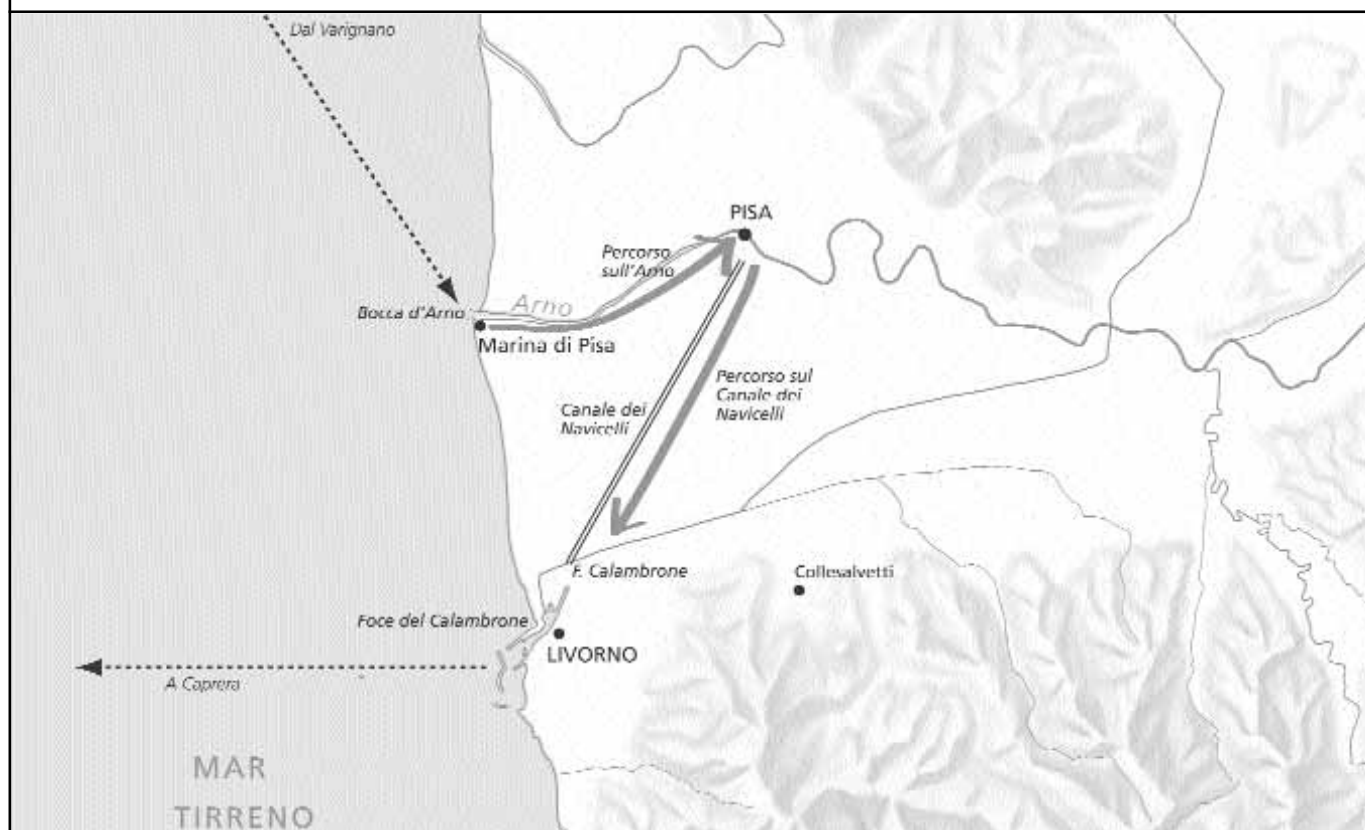 Dal Varignano
PISA
Percorso
sull'Arno
Arno
Bocca d'Arno
Marina di Pisa
Percorso sul
Canale dei
Navicelli
Canale dei
Navicelli
F. Calambrone
Collesalvetti
Foce del Calambrone
LIVORNO
A Caprera
MAR
TIRRENO